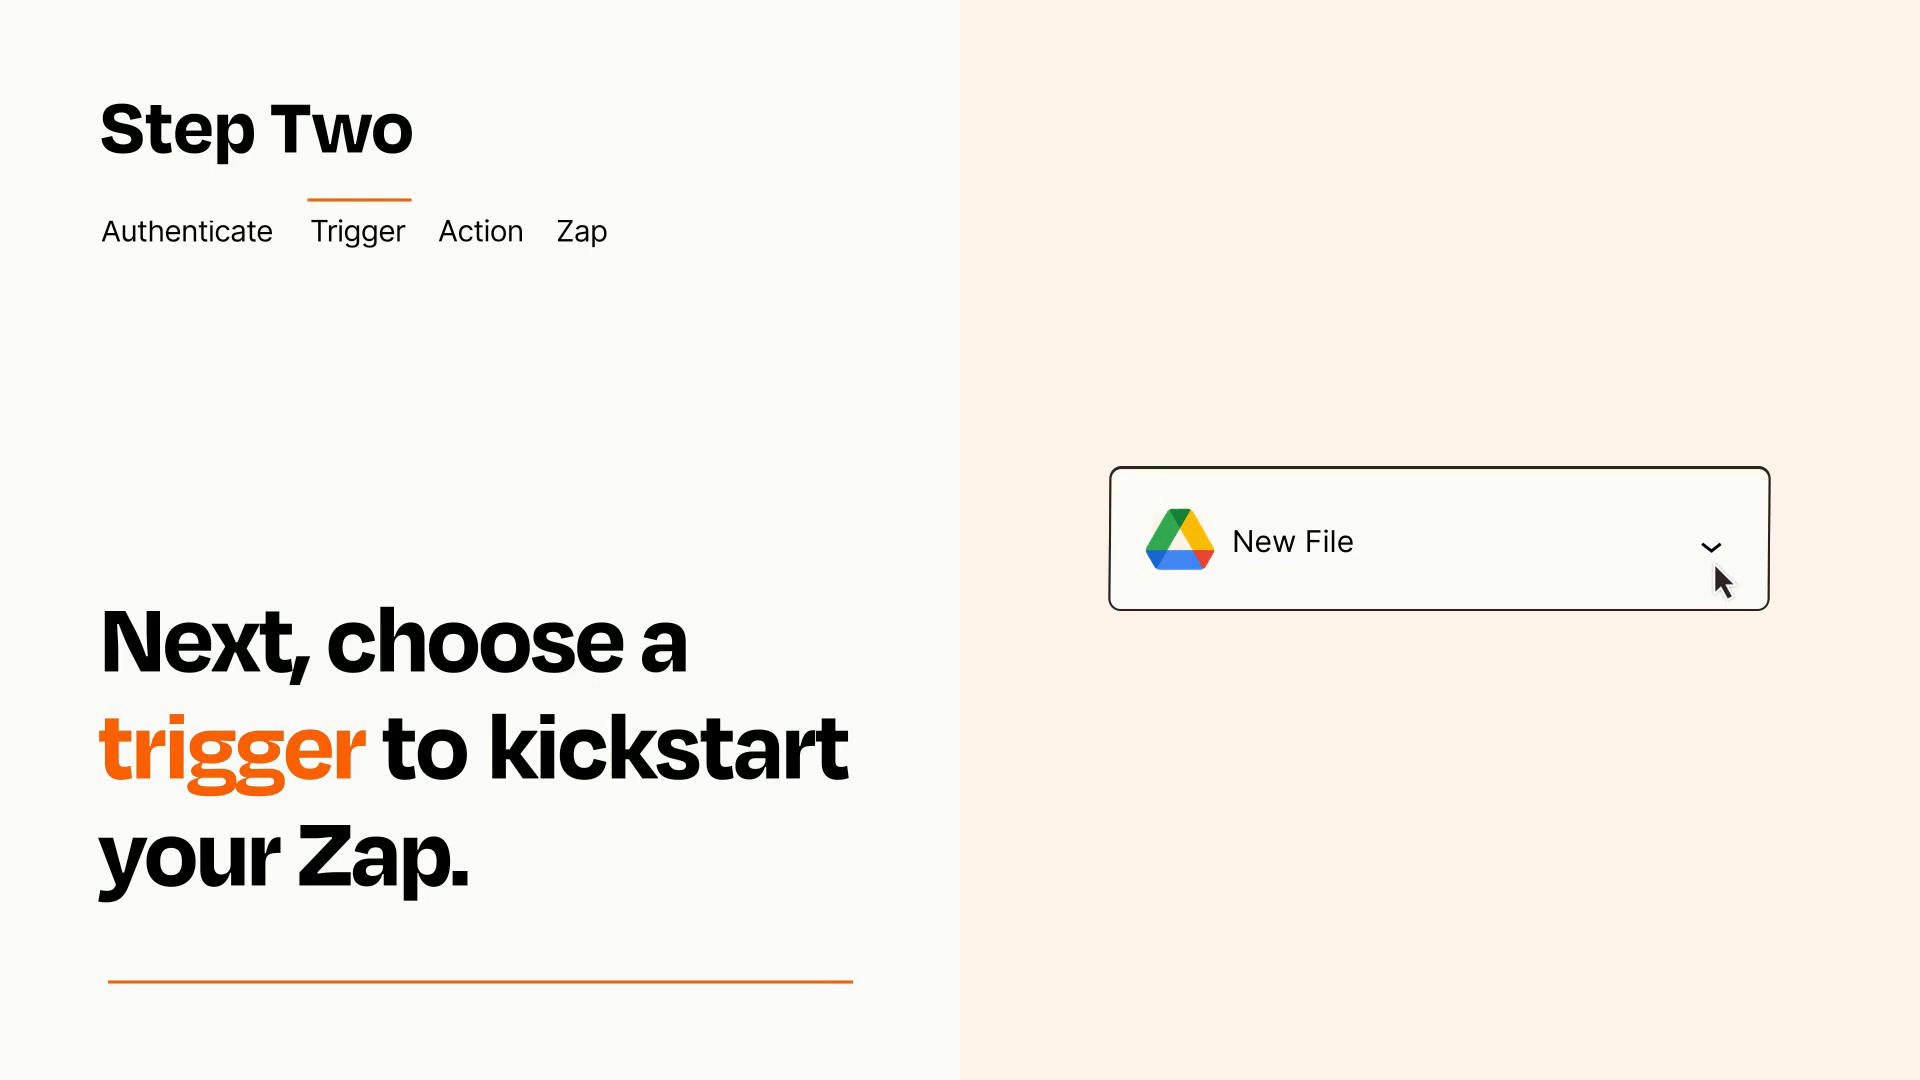 Step Two
Authenticate Trigger Action Zap
Next, choose a
trigger to kickstart
your Zap.
New File